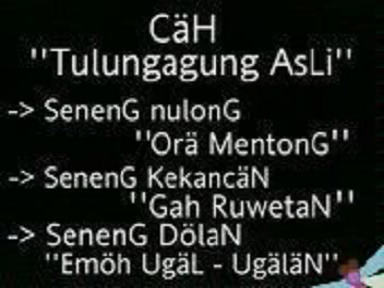 CäH
"Tulungagung AsLi"
-> SenenG nulonG
"Orä MentonG"
-> SenenG KekancäN
"Gah RuwetaN"
-> SenenG DölaN
"Emöh UgäL - UgäläN"